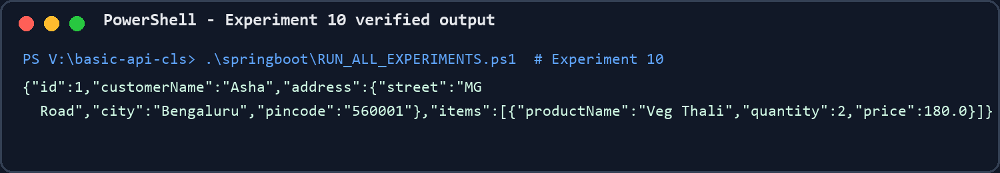 PowerShell - Experiment 10 verified output
PS V:\basic-api-cls> .\springboot\RUN_ALL_EXPERIMENTS.ps1  # Experiment 10
{"id":1,"customerName":"Asha","address":{"street":"MG
Road","city":"Bengaluru","pincode":"560001"},"items":[{"productName":"Veg Thali","quantity":2,"price":180.0}]}